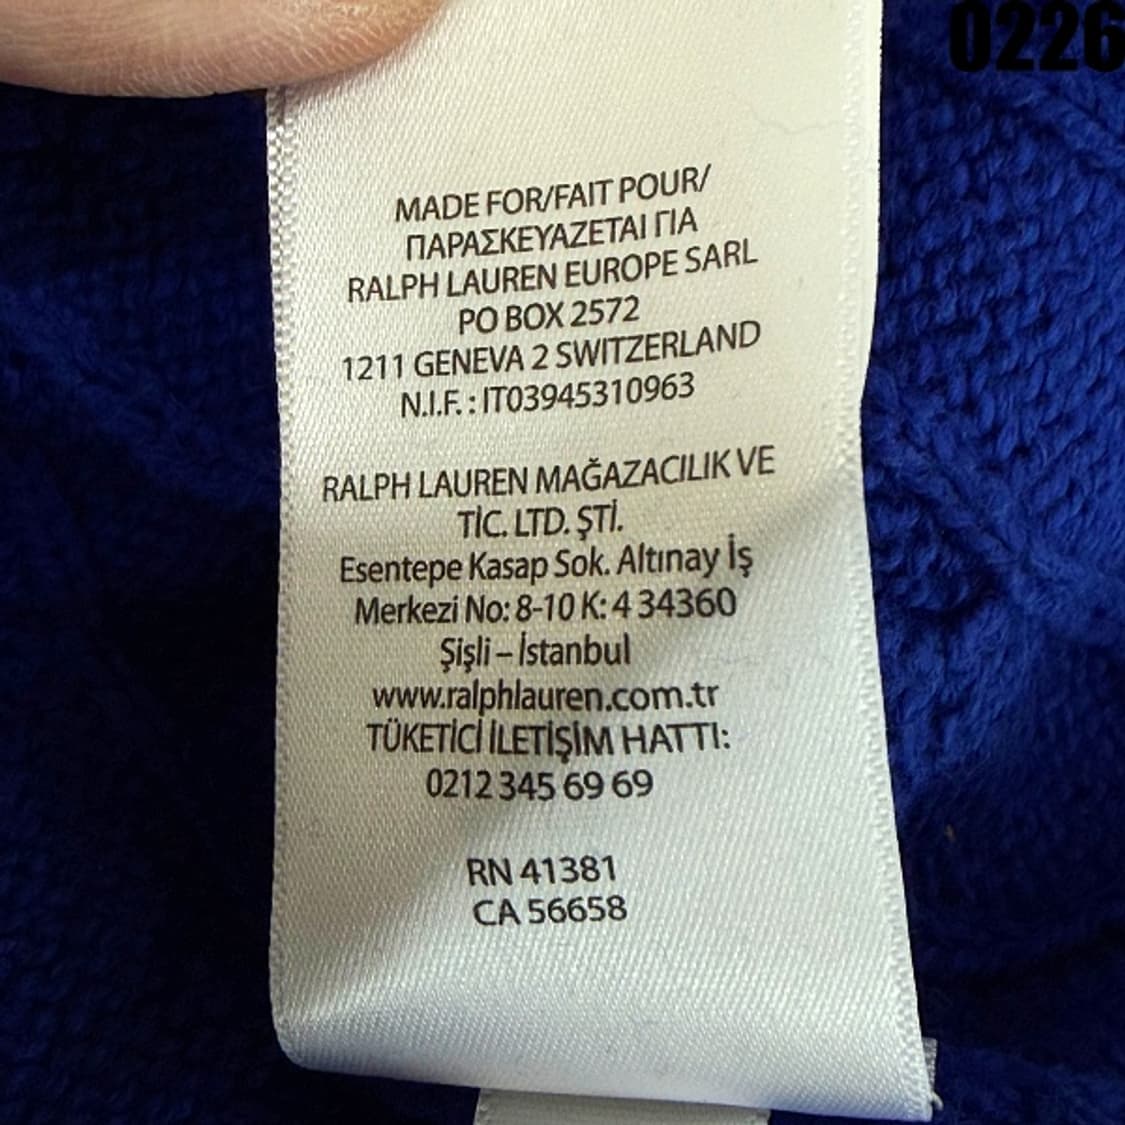 0226
MADE FOR/FAIT POUR/
ΠΑΡΑΣΚΕΥΑΖΕΤΑΙ ΓΙΑ
RALPH LAUREN EUROPE SARL
PO BOX 2572
1211 GENEVA 2 SWITZERLAND
N.I.F. : IT03945310963
RALPH LAUREN MAĞAZACILIK VE
TİC. LTD. ŞTİ.
Esentepe Kasap Sok. Altınay İş
Merkezi No: 8-10 K: 4 34360
Şişli – İstanbul
www.ralphlauren.com.tr
TÜKETİCİ İLETİŞİM HATTI:
0212 345 69 69
RN 41381
CA 56658